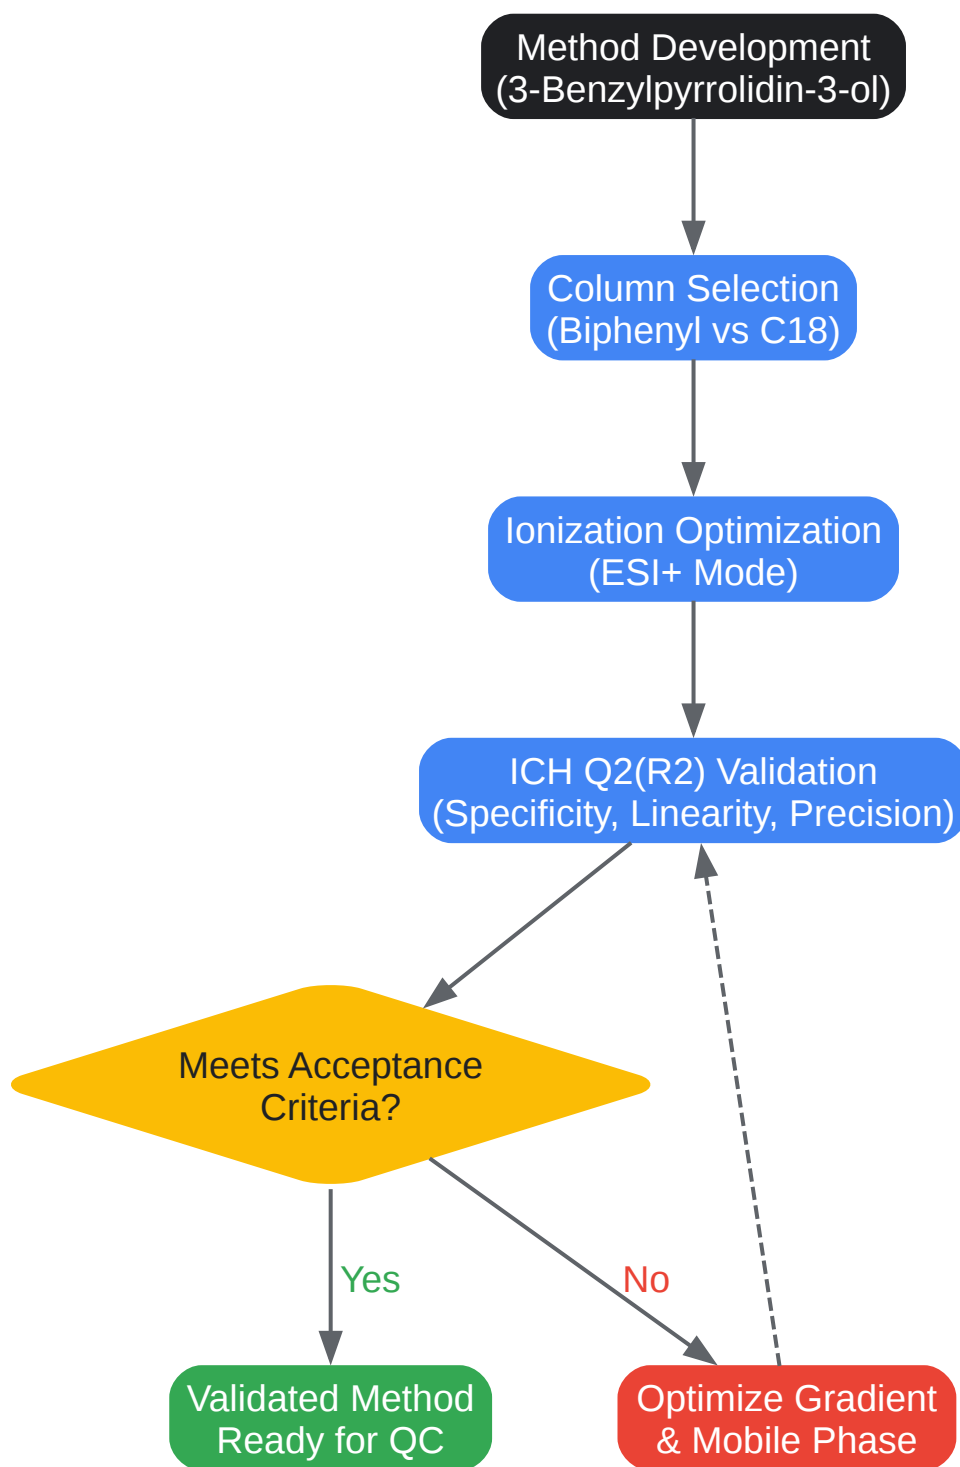 Method Development
(3-Benzylpyrrolidin-3-ol)
Column Selection
(Biphenyl vs C18)
Ionization Optimization
(ESI+ Mode)
ICH Q2(R2) Validation
(Specificity, Linearity, Precision)
Meets Acceptance
Criteria?
Yes
No
Validated Method
Ready for QC
Optimize Gradient
& Mobile Phase